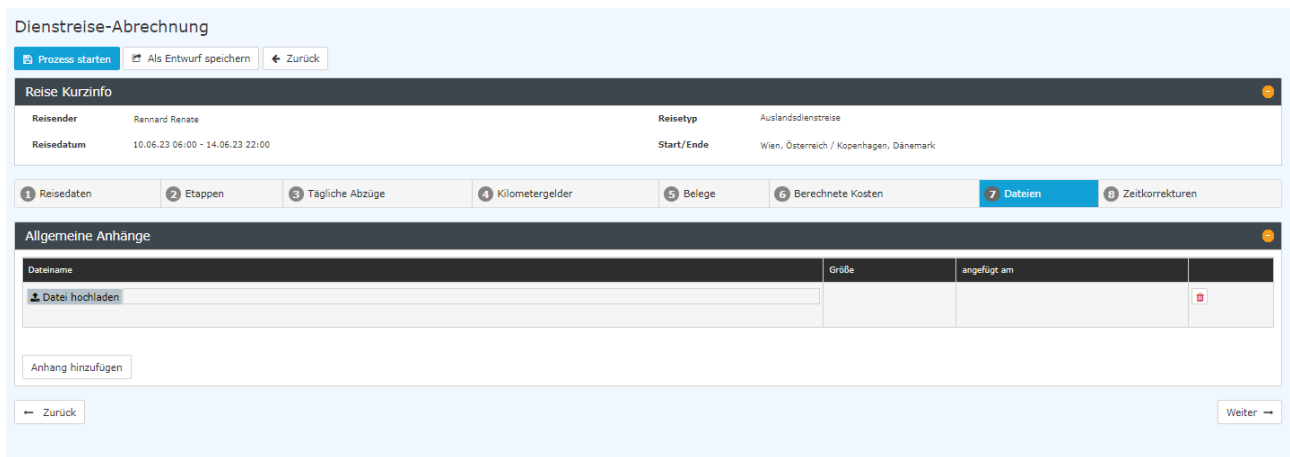 Dienstreise-Abrechnung
Prozess starten Als Entwurf speichern Zurück
Reise Kurzinfo
Reisender Rennard Renate Reisetyp Auslandsdienstreise
Reisedatum 10.06.23 06:00 - 14.06.23 22:00 Start/Ende Wien, Österreich / Kopenhagen, Dänemark
1 Reisedaten 2 Etappen 3 Tägliche Abzüge 4 Kilometergelder 5 Belege 6 Berechnete Kosten 7 Dateien 8 Zeitkorrekturen
Allgemeine Anhänge
Dateiname Größe angefügt am
Datei hochladen
Anhang hinzufügen
← Zurück Weiter →